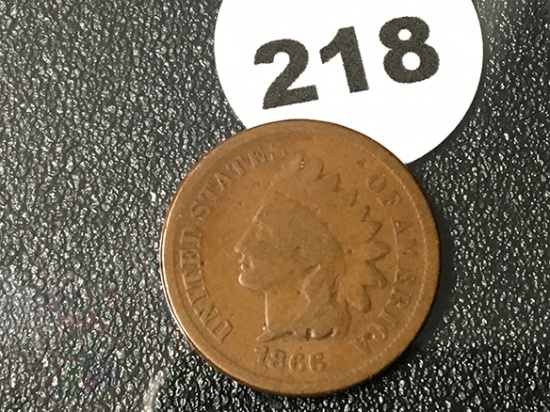 218
UNITED STATES OF AMERICA
1866